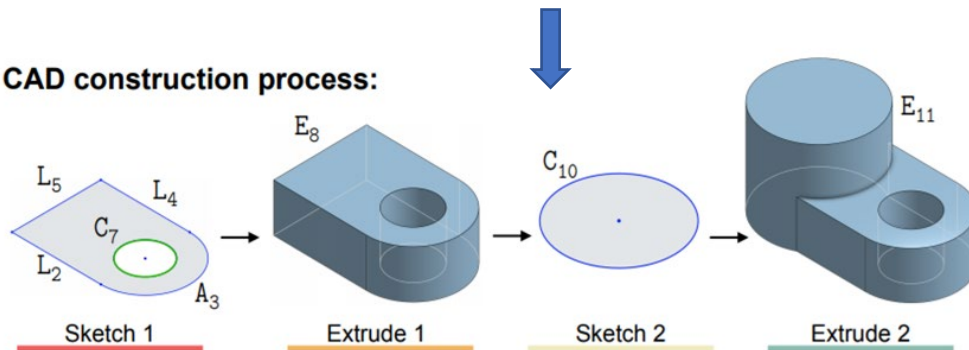 CAD construction process:
L₅
L₄
C₇
L₂
A₃
Sketch 1
E₈
Extrude 1
C₁₀
Sketch 2
E₁₁
Extrude 2